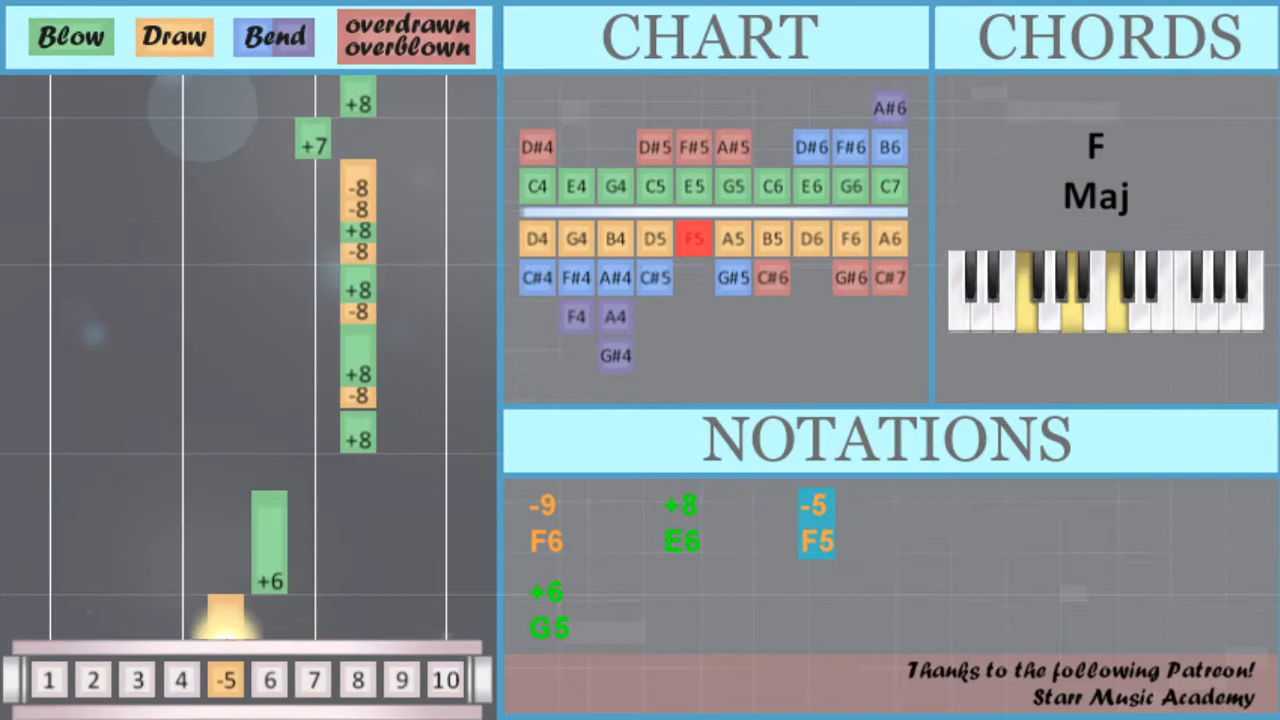 Blow Draw Bend overdrawn
overblown
CHART
CHORDS
+8
+7
-8
-8
+8
-8
+8
-8
+8
-8
+8
+6
1 2 3 4 -5 6 7 8 9 10
A#6
D#4 D#5 F#5 A#5 D#6 F#6 B6
C4 E4 G4 C5 E5 G5 C6 E6 G6 C7
D4 G4 B4 D5 F5 A5 B5 D6 F6 A6
C#4 F#4 A#4 C#5 G#5 C#6 G#6 C#7
F4 A4
G#4
F
Maj
NOTATIONS
-9 +8 -5
F6 E6 F5
+6
G5
Thanks to the following Patreon!
Starr Music Academy